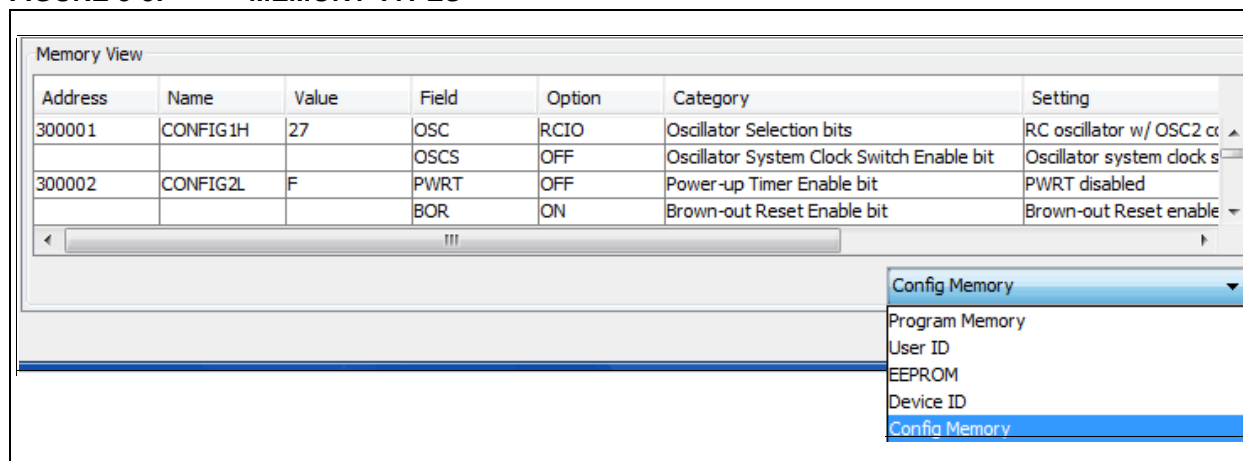 Memory View
Address Name Value Field Option Category Setting
300001 CONFIG1H 27 OSC RCIO Oscillator Selection bits RC oscillator w/ OSC2
OSCS OFF Oscillator System Clock Switch Enable bit Oscillator system clock
300002 CONFIG2L F PWRT OFF Power-up Timer Enable bit PWRT disabled
BOR ON Brown-out Reset Enable bit Brown-out Reset enable
Config Memory
Program Memory
User ID
EEPROM
Device ID
Config Memory